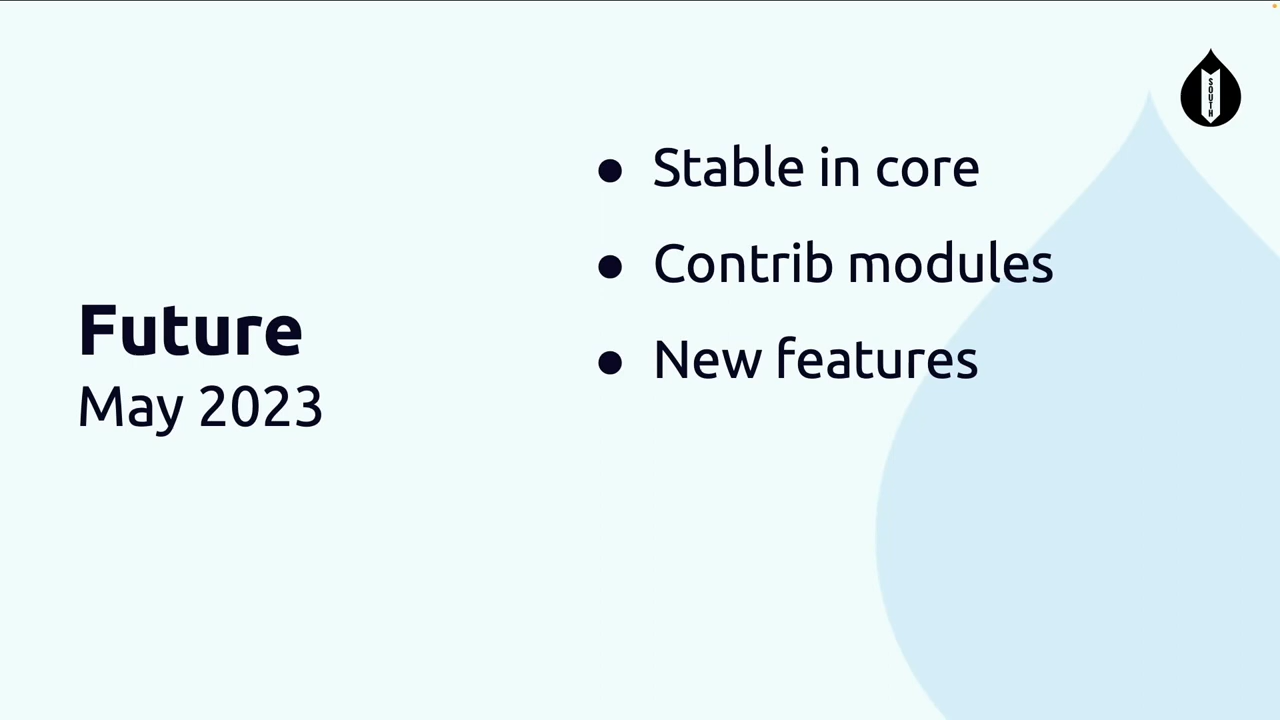 SOUTH
Future
May 2023
● Stable in core
● Contrib modules
● New features